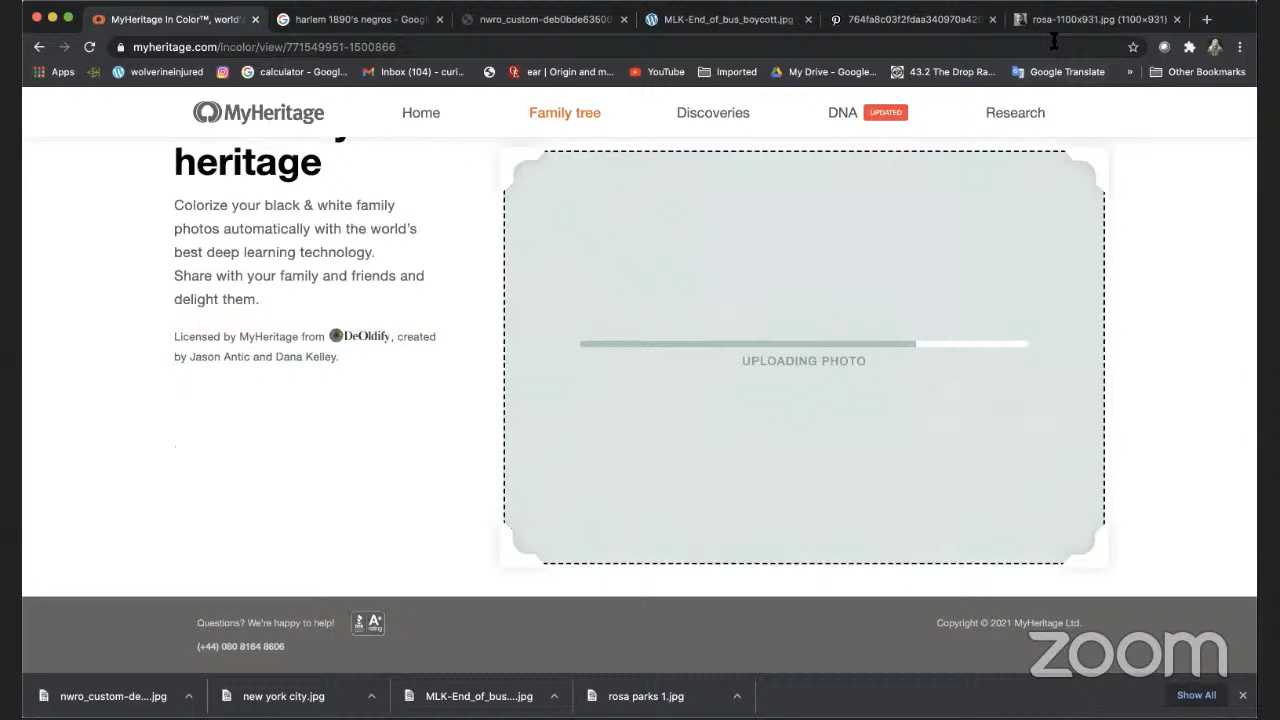 MyHeritage In Color™, world'
harlem 1890's negros - Goog
nwro_custom-deb0bde63500
MLK-End_of_bus_boycott.jpg
764fa8c03f2fdaa340970a42
rosa-1100x931.jpg (1100×931)
myheritage.com/incolor/view/771549951-1500866
Apps
wolverineinjured
calculator - Googl...
Inbox (104) - curi...
ear | Origin and m...
YouTube
Imported
My Drive - Google...
43.2 The Drop Ra...
Google Translate
»
Other Bookmarks
MyHeritage
Home
Family tree
Discoveries
DNA UPDATED
Research
heritage
Colorize your black & white family
photos automatically with the world's
best deep learning technology.
Share with your family and friends and
delight them.
Licensed by MyHeritage from DeOldify, created
by Jason Antic and Dana Kelley.
UPLOADING PHOTO
Questions? We're happy to help!
A+
(+44) 080 8164 8606
Copyright © 2021 MyHeritage Ltd.
zoom
nwro_custom-de....jpg
new york city.jpg
MLK-End_of_bus....jpg
rosa parks 1.jpg
Show All